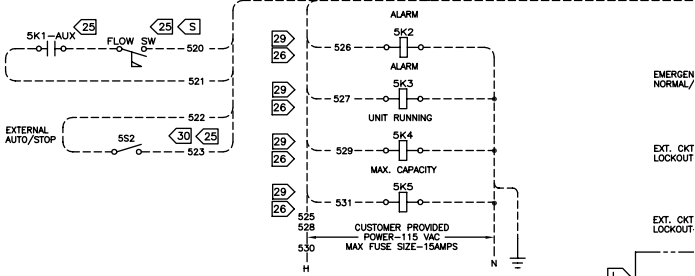 ALARM
25
25
S
5K1-AUX
FLOW SW
520
29
26
526
5K2
ALARM
521
29
26
527
5K3
UNIT RUNNING
EMERGEN
NORMAL/
522
EXTERNAL
AUTO/STOP
5S2
30
25
523
29
26
529
5K4
MAX. CAPACITY
EXT. CKT
LOCKOUT
29
26
531
5K5
525
528
530
CUSTOMER PROVIDED
POWER-115 VAC
MAX FUSE SIZE-15AMPS
EXT. CKT
LOCKOUT-
H
N